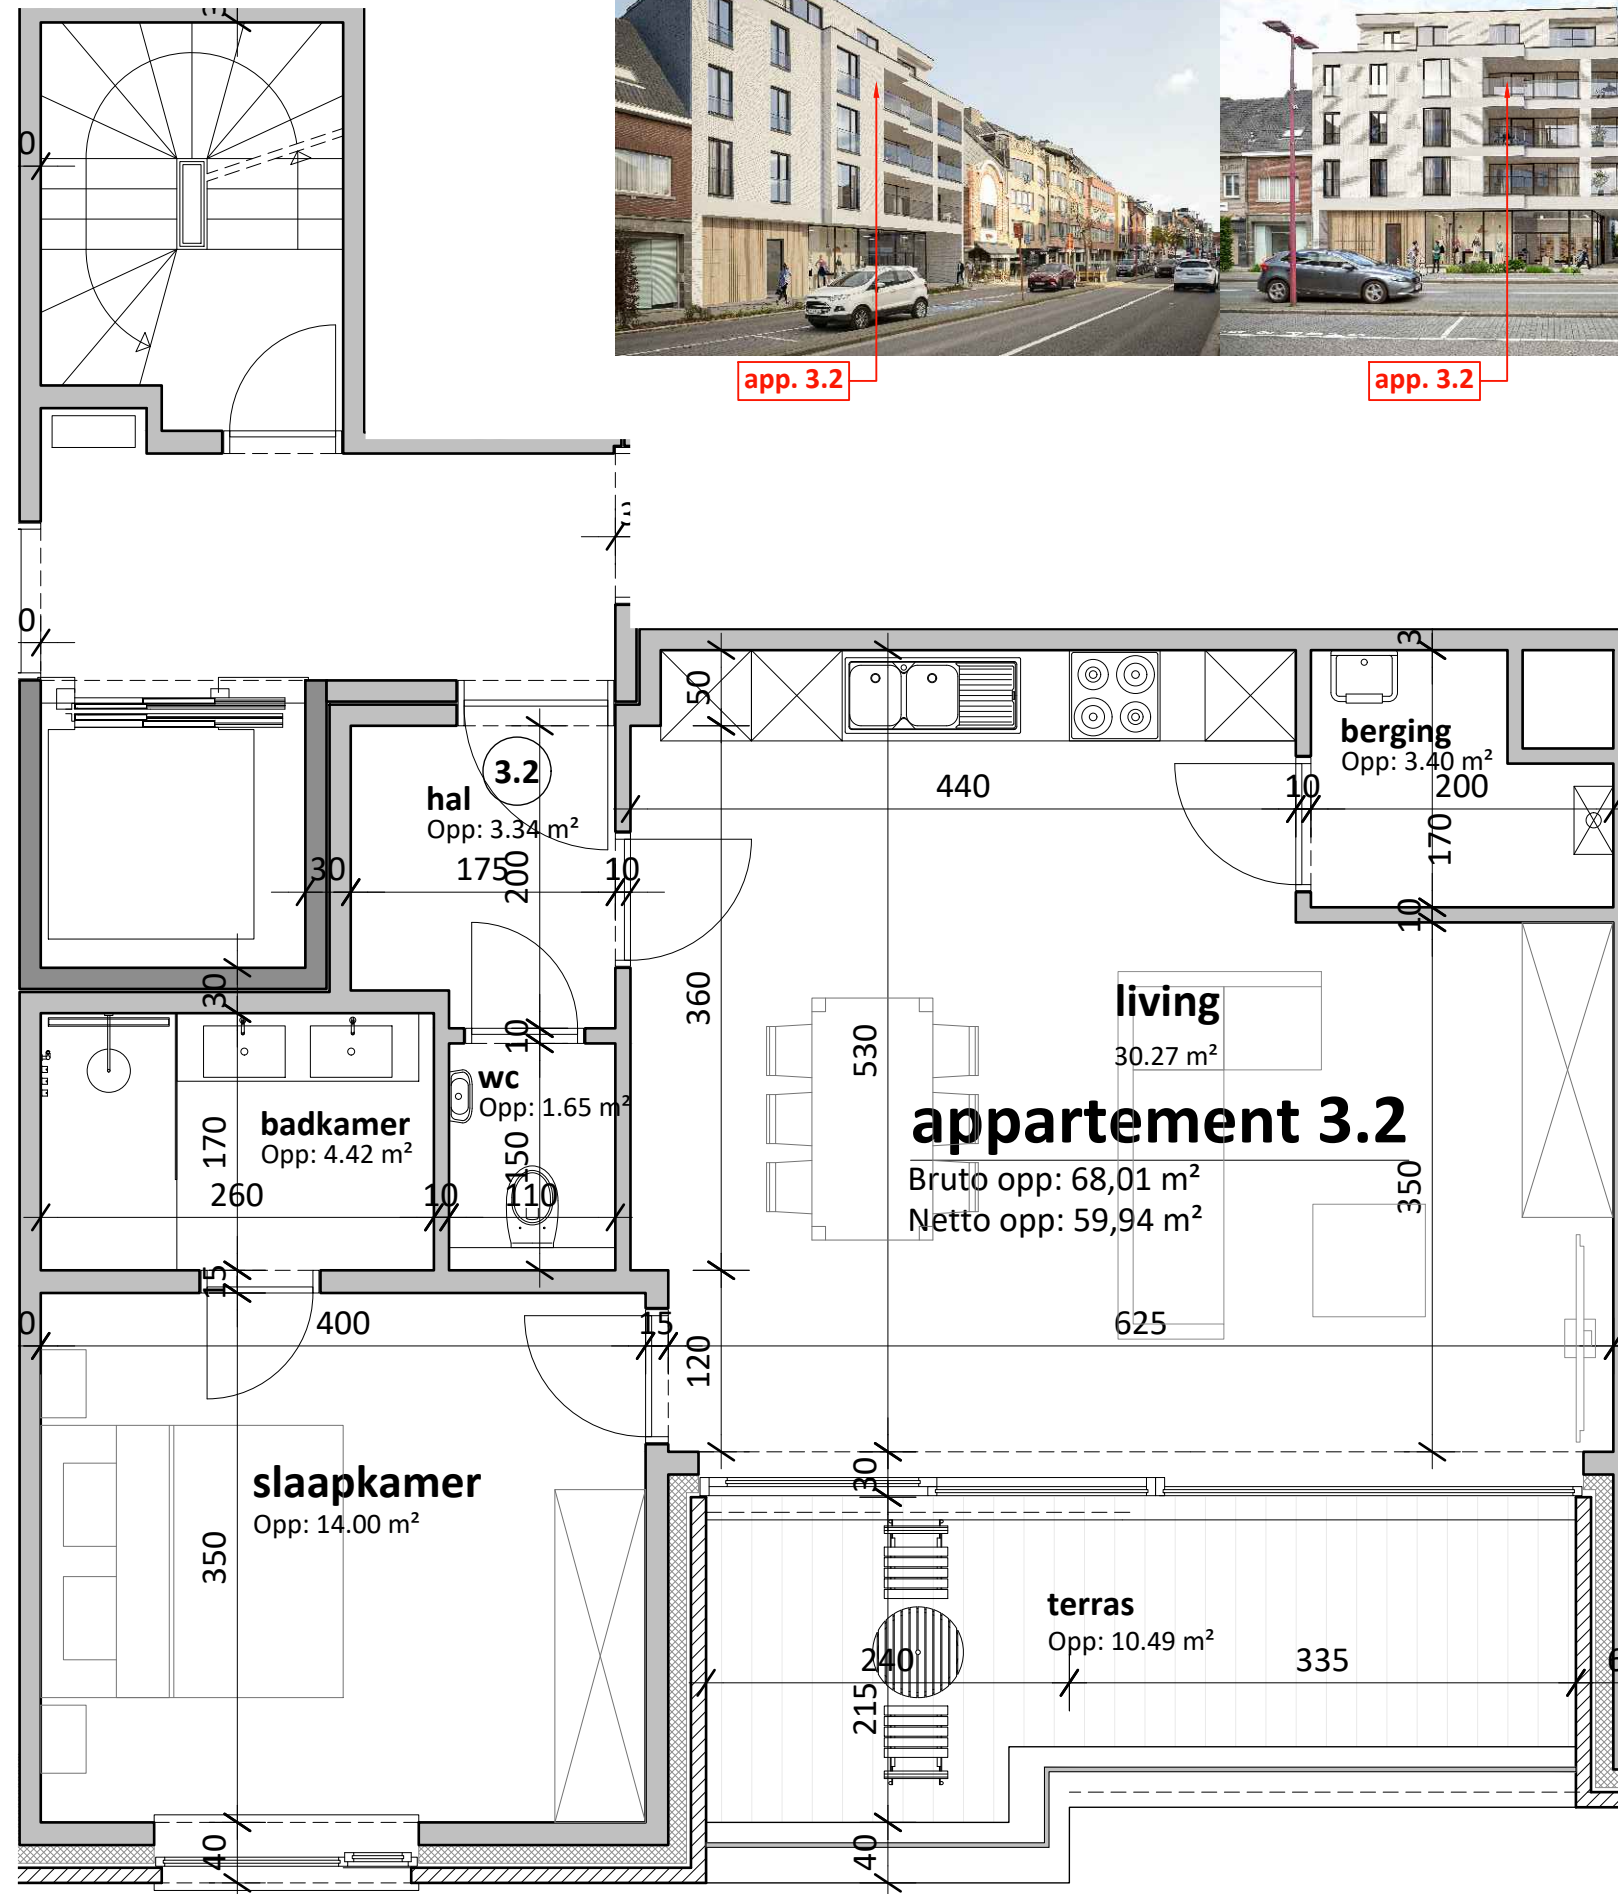 app. 3.2
app. 3.2
0
0
3
50
berging
Opp: 3.40 m²
3.2
hal
Opp: 3.34 m²
440
10
200
170
30
175
200
10
10
30
360
living
30.27 m²
530
10
wc
Opp: 1.65 m²
badkamer
Opp: 4.42 m²
170
150
appartement 3.2
Bruto opp: 68,01 m²
Netto opp: 59,94 m²
350
260
10
110
15
0
400
15
625
120
slaapkamer
Opp: 14.00 m²
30
350
terras
Opp: 10.49 m²
240
335
215
40
40